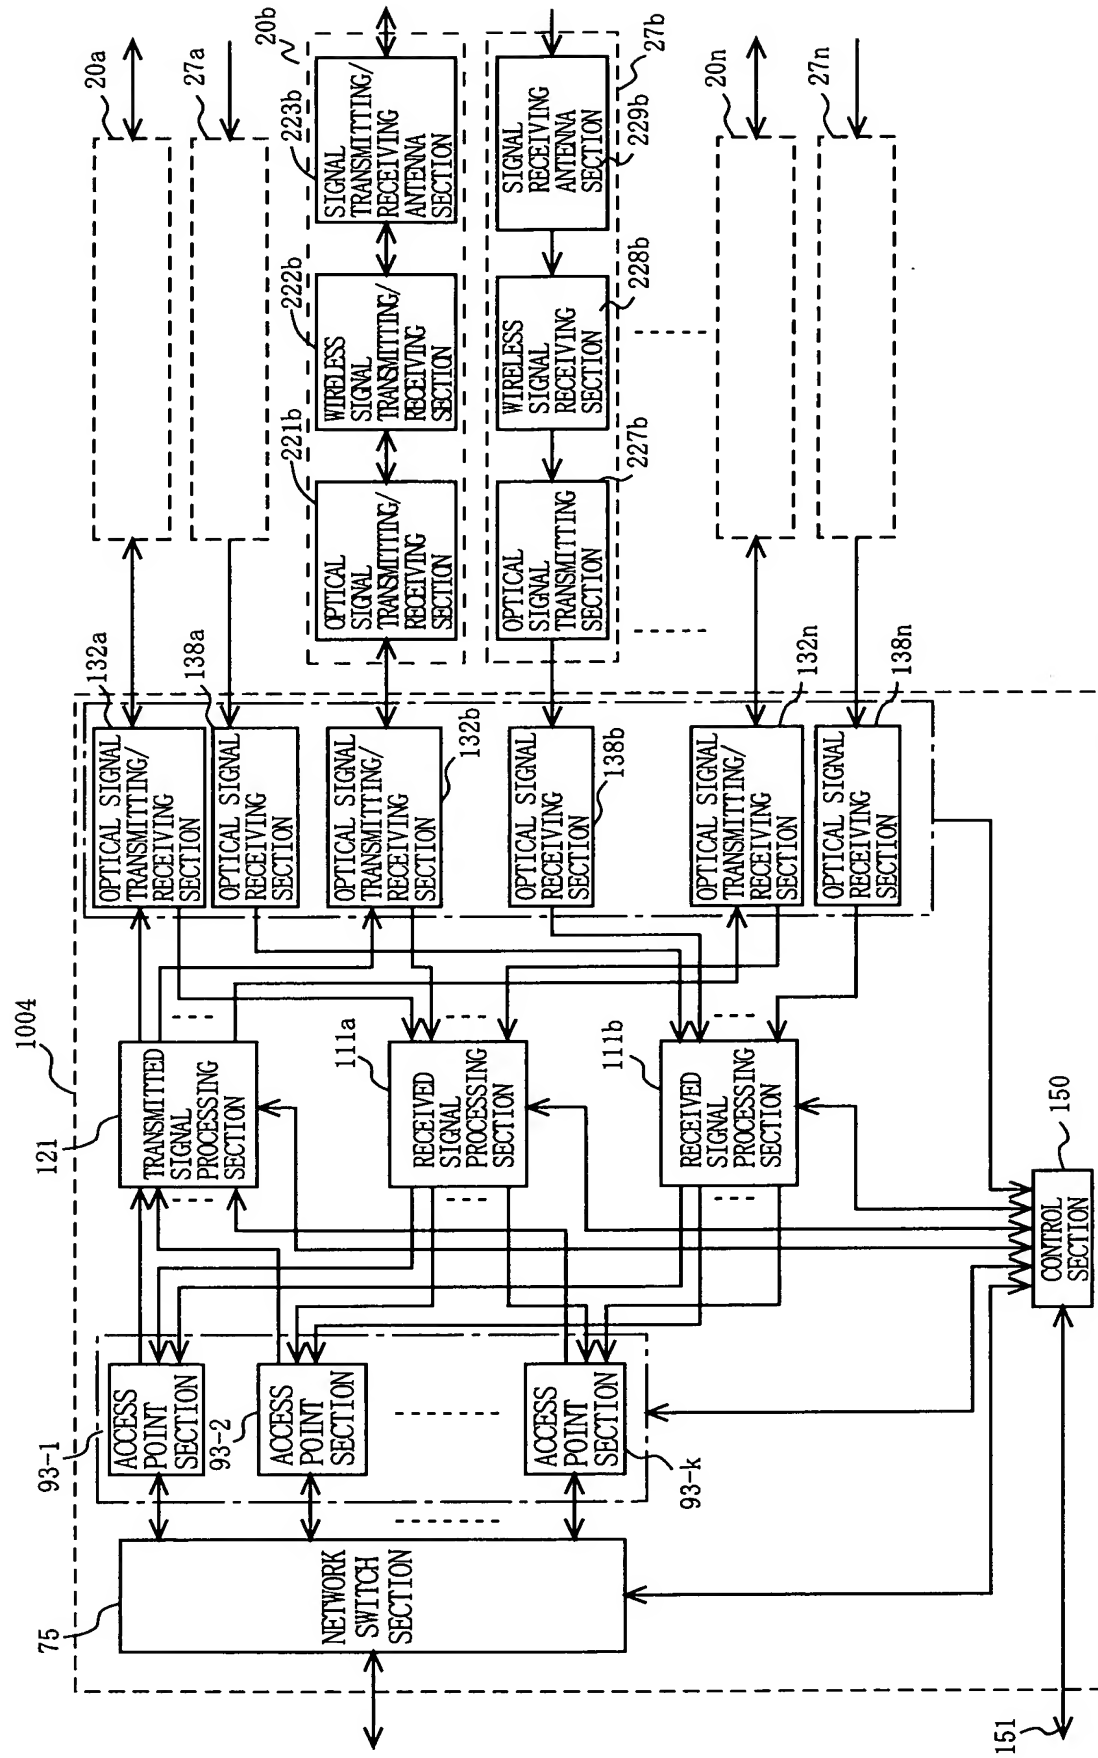 1004
75
NETWORK
SWITCH
SECTION
93-1
ACCESS
POINT
SECTION
93-2
ACCESS
POINT
SECTION
ACCESS
POINT
SECTION
93-k
121
TRANSMITTED
SIGNAL
PROCESSING
SECTION
111a
RECEIVED
SIGNAL
PROCESSING
SECTION
111b
RECEIVED
SIGNAL
PROCESSING
SECTION
150
CONTROL
SECTION
151
132a
OPTICAL SIGNAL
TRANSMITTING/
RECEIVING
SECTION
138a
OPTICAL SIGNAL
RECEIVING
SECTION
OPTICAL SIGNAL
TRANSMITTING/
RECEIVING
SECTION
132b
OPTICAL SIGNAL
RECEIVING
SECTION
138b
OPTICAL SIGNAL
TRANSMITTING/
RECEIVING
SECTION
132n
OPTICAL SIGNAL
RECEIVING
SECTION
138n
20a
27a
20b
221b
OPTICAL
SIGNAL
TRANSMITTING/
RECEIVING
SECTION
222b
WIRELESS
SIGNAL
TRANSMITTING/
RECEIVING
SECTION
223b
SIGNAL
TRANSMITTING/
RECEIVING
ANTENNA
SECTION
27b
OPTICAL
SIGNAL
TRANSMITTING
SECTION
227b
WIRELESS
SIGNAL
RECEIVING
SECTION
228b
SIGNAL
RECEIVING
ANTENNA
SECTION
229b
20n
27n